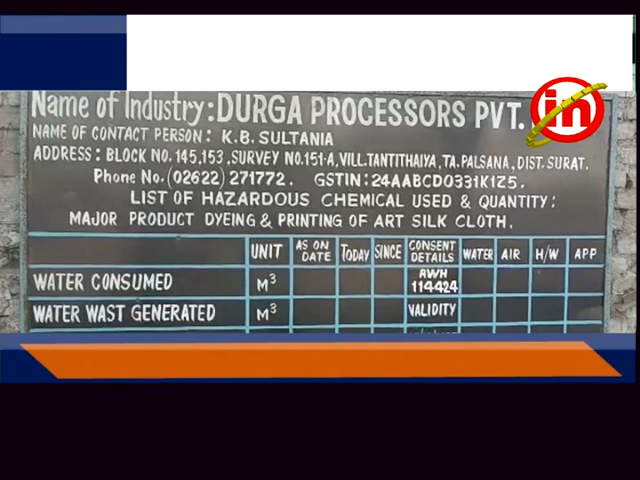 Name of Industry: DURGA PROCESSORS PVT.
in
NAME OF CONTACT PERSON: K.B. SULTANIA
ADDRESS: BLOCK NO. 145,153, SURVEY NO.151-A, VILL.TANTITHAIYA, TA. PALSANA, DIST. SURAT.
Phone No. (02622) 271772. GSTIN:24AABCD0331K1Z5.
LIST OF HAZARDOUS CHEMICAL USED & QUANTITY:
MAJOR PRODUCT DYEING & PRINTING OF ART SILK CLOTH.
UNIT AS ON DATE TODAY SINCE CONSENT DETAILS WATER AIR H/W APP
WATER CONSUMED M³ AWH 114424
WATER WAST GENERATED M³ VALIDITY